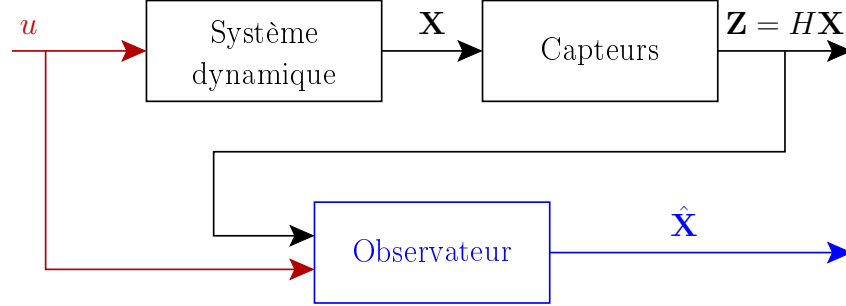 u
Système
dynamique
X
Capteurs
Z = HX
Observateur
X̂